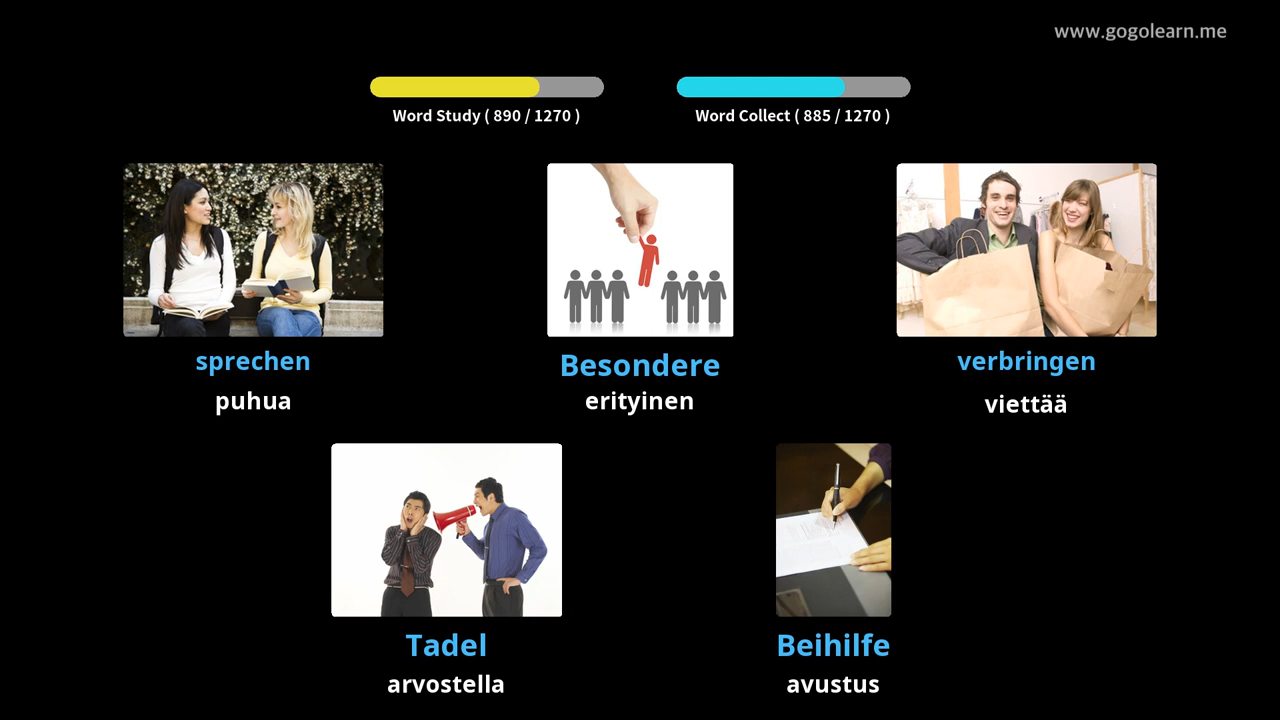 www.gogolearn.me
Word Study ( 890 / 1270 )
Word Collect ( 885 / 1270 )
sprechen
puhua
Besondere
erityinen
verbringen
viettää
Tadel
arvostella
Beihilfe
avustus